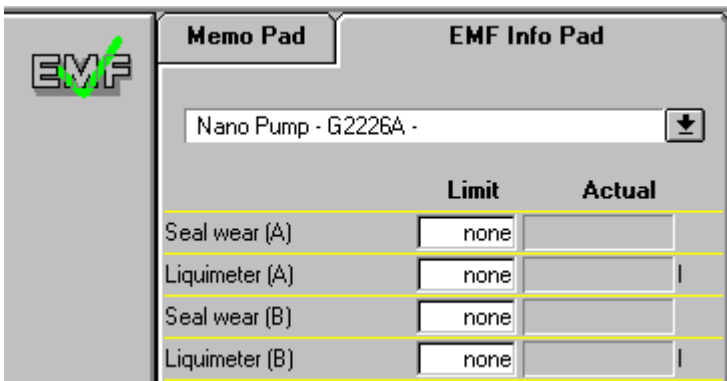 EMF
Memo Pad EMF Info Pad
Nano Pump - G2226A -
Limit Actual
Seal wear (A) none
Liquimeter (A) none l
Seal wear (B) none
Liquimeter (B) none l